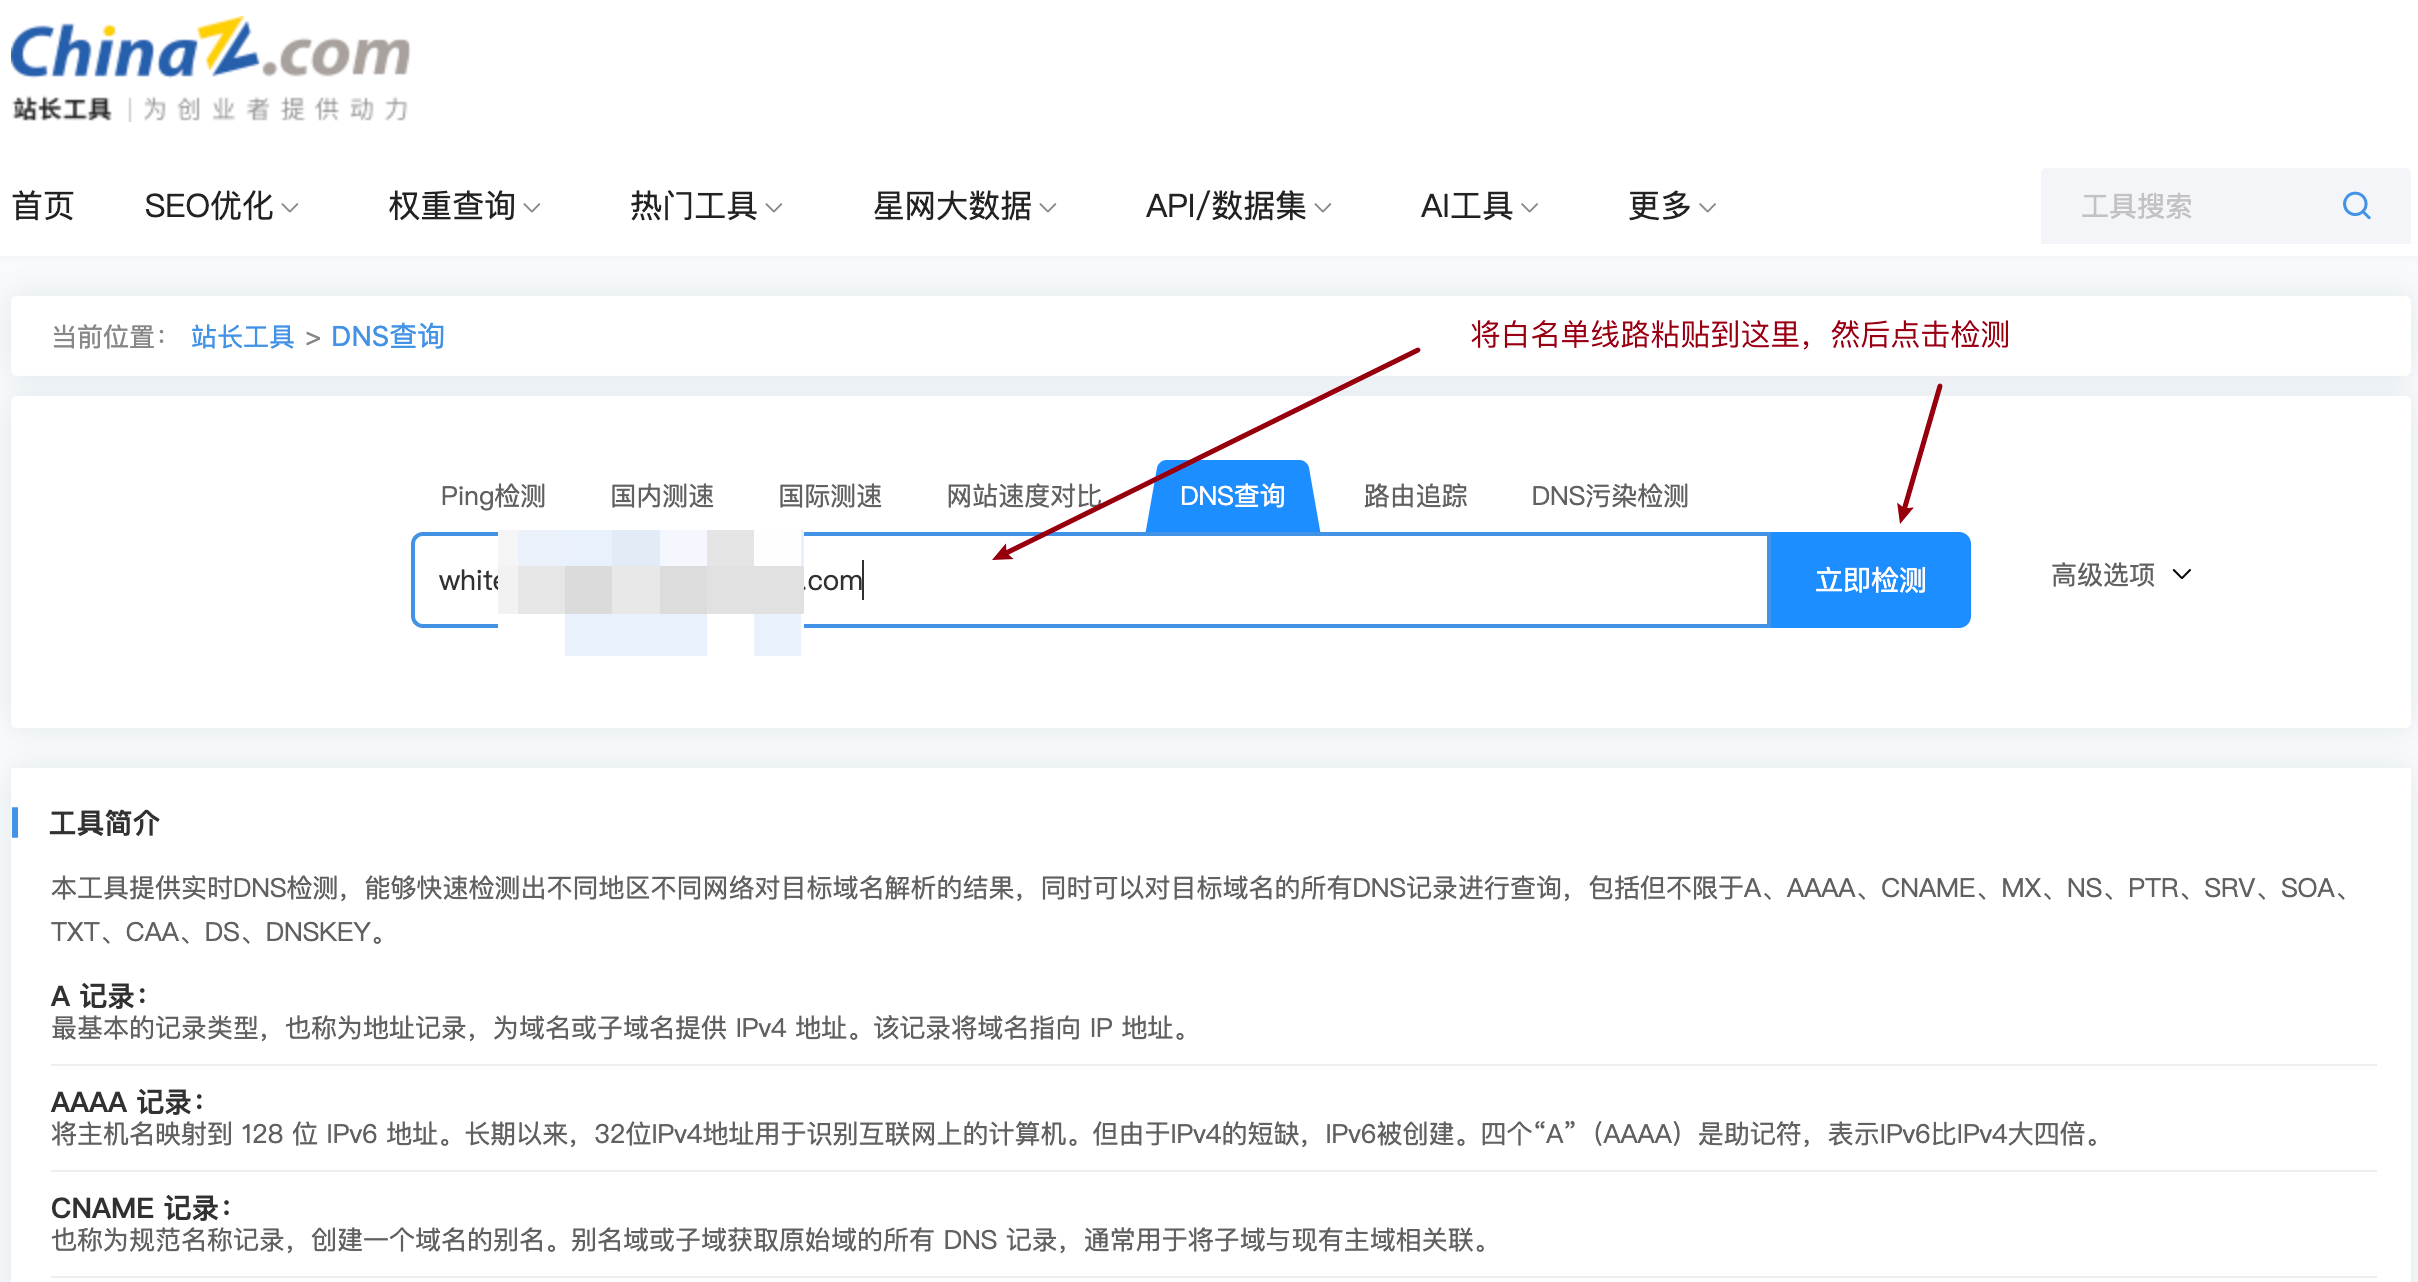 ChinaZ.com
站长工具 | 为创业者提供动力
首页 SEO优化 权重查询 热门工具 星网大数据 API/数据集 AI工具 更多 工具搜索
当前位置： 站长工具 > DNS查询
将白名单线路粘贴到这里，然后点击检测
Ping检测 国内测速 国际测速 网站速度对比 DNS查询 路由追踪 DNS污染检测
white .com 立即检测 高级选项
工具简介
本工具提供实时DNS检测，能够快速检测出不同地区不同网络对目标域名解析的结果，同时可以对目标域名的所有DNS记录进行查询，包括但不限于A、AAAA、CNAME、MX、NS、PTR、SRV、SOA、
TXT、CAA、DS、DNSKEY。
A 记录：
最基本的记录类型，也称为地址记录，为域名或子域名提供 IPv4 地址。该记录将域名指向 IP 地址。
AAAA 记录：
将主机名映射到 128 位 IPv6 地址。长期以来，32位IPv4地址用于识别互联网上的计算机。但由于IPv4的短缺，IPv6被创建。四个“A”（AAAA）是助记符，表示IPv6比IPv4大四倍。
CNAME 记录：
也称为规范名称记录，创建一个域名的别名。别名域或子域获取原始域的所有 DNS 记录，通常用于将子域与现有主域相关联。